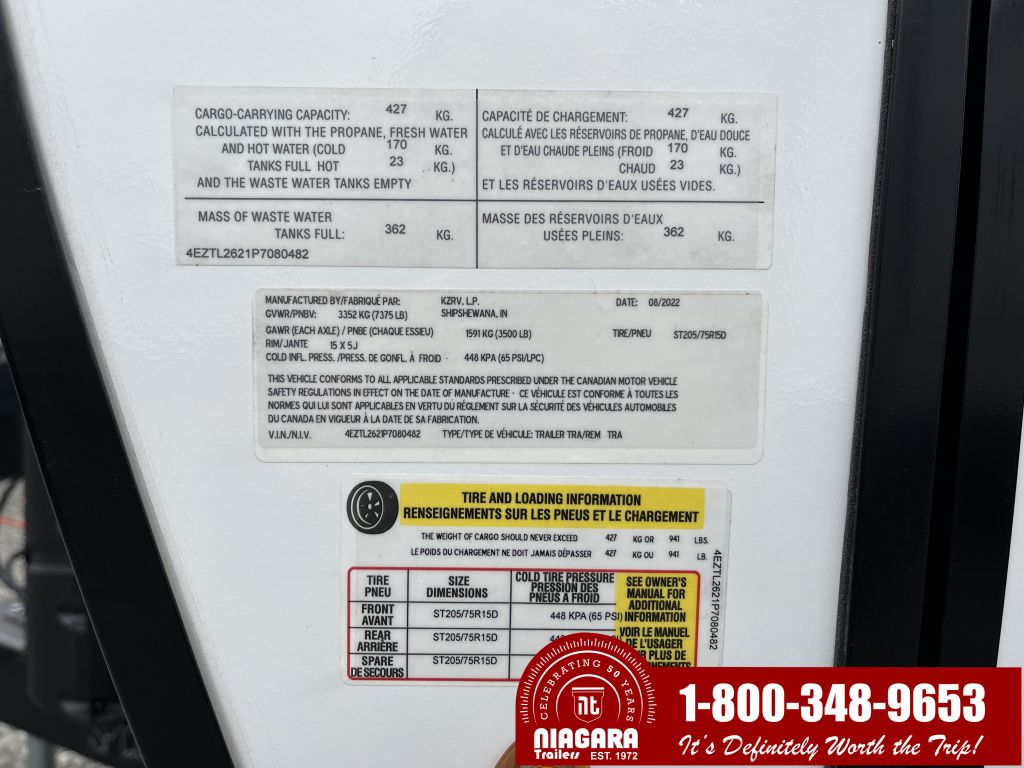 CARGO-CARRYING CAPACITY: 427 KG.
CALCULATED WITH THE PROPANE, FRESH WATER
AND HOT WATER (COLD 170 KG.
TANKS FULL HOT 23 KG.)
AND THE WASTE WATER TANKS EMPTY
MASS OF WASTE WATER
TANKS FULL: 362 KG.
4EZTL2621P7080482
CAPACITÉ DE CHARGEMENT: 427 KG.
CALCULÉ AVEC LES RÉSERVOIRS DE PROPANE, D'EAU DOUCE
ET D'EAU CHAUDE PLEINS (FROID 170 KG.
CHAUD 23 KG.)
ET LES RÉSERVOIRS D'EAUX USÉES VIDES.
MASSE DES RÉSERVOIRS D'EAUX
USÉES PLEINS: 362 KG.
MANUFACTURED BY/FABRIQUÉ PAR: KZRV, L.P. DATE: 08/2022
GVWR/PNBV: 3352 KG (7375 LB) SHIPSHEWANA, IN
GAWR (EACH AXLE) / PNBE (CHAQUE ESSIEU) 1591 KG (3500 LB) TIRE/PNEU ST205/75R15D
RIM/JANTE 15 X 5J
COLD INFL. PRESS. /PRESS. DE GONFL. À FROID - 448 KPA (65 PSI/LPC)
THIS VEHICLE CONFORMS TO ALL APPLICABLE STANDARDS PRESCRIBED UNDER THE CANADIAN MOTOR VEHICLE
SAFETY REGULATIONS IN EFFECT ON THE DATE OF MANUFACTURE - CE VÉHICULE EST CONFORME À TOUTES LES
NORMES QUI LUI SONT APPLICABLES EN VERTU DU RÉGLEMENT SUR LA SÉCURITÉ DES VÉHICULES AUTOMOBILES
DU CANADA EN VIGUEUR À LA DATE DE SA FABRICATION.
V.I.N./N.I.V. 4EZTL2621P7080482 TYPE/TYPE DE VÉHICULE: TRAILER TRA/REM TRA
TIRE AND LOADING INFORMATION
RENSEIGNEMENTS SUR LES PNEUS ET LE CHARGEMENT
THE WEIGHT OF CARGO SHOULD NEVER EXCEED 427 KG OR 941 LBS.
LE POIDS DU CHARGEMENT NE DOIT JAMAIS DÉPASSER 427 KG OU 941 LB.
TIRE
PNEU
SIZE
DIMENSIONS
COLD TIRE PRESSURE
PRESSION DES
PNEUS A FROID
FRONT
AVANT
ST205/75R15D
448 KPA (65 PSI)
REAR
ARRIÈRE
ST205/75R15D
SPARE
DE SECOURS
ST205/75R15D
SEE OWNER'S
MANUAL FOR
ADDITIONAL
INFORMATION
VOIR LE MANUEL
DE L'USAGER
PLUS DE
4EZTL2621P7080482
CELEBRATING 50 YEARS
nt
NIAGARA
Trailers EST. 1972
1-800-348-9653
It's Definitely Worth the Trip!